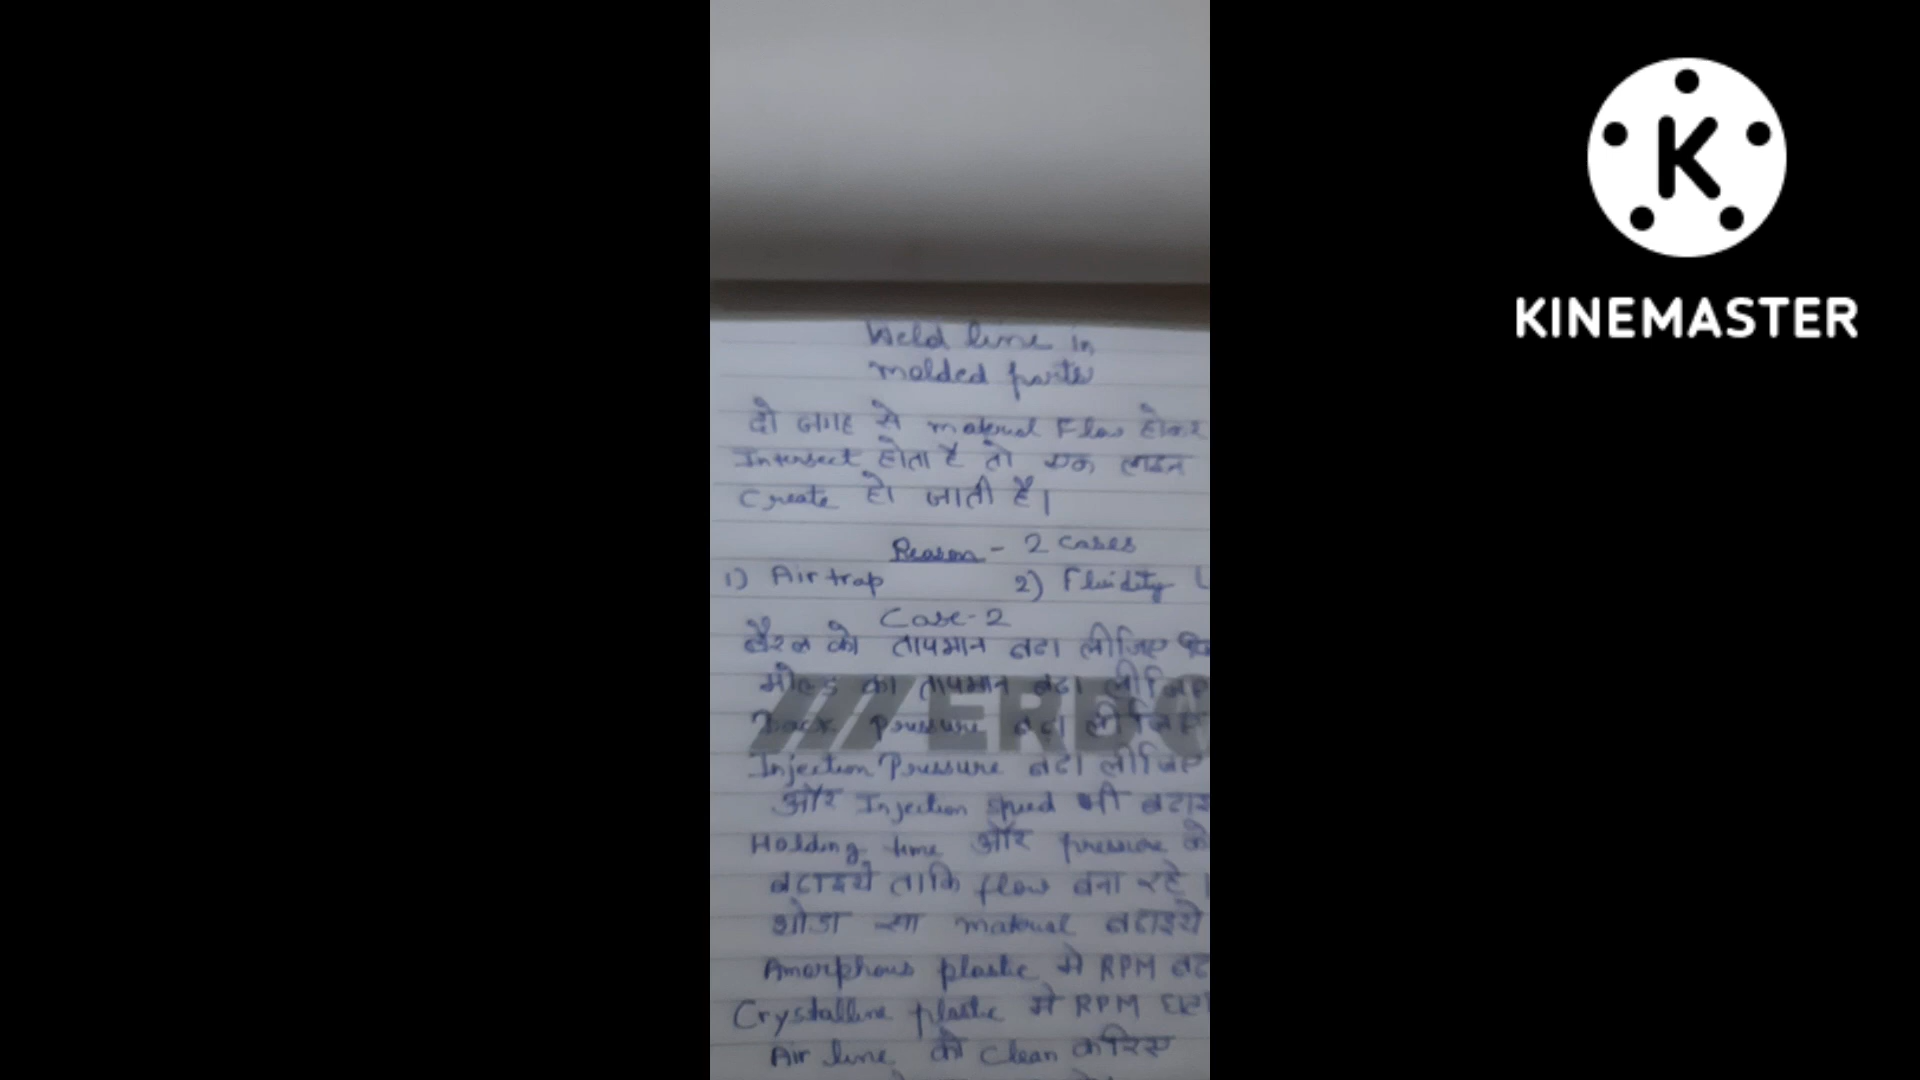 Weld line in
molded parts
दो जगह से material Flow होकर
Intersect होता है तो एक लाइन
Create हो जाती है।
Reason - 2 cases
1) Air trap 2) Fluidity
Case-2
बैरल को तापमान बढा लीजिए
मोल्ड का तापमान बढा लीजिए
Back pressure बढा लीजिए
Injection Pressure बढा लीजिए
और Injection speed भी
Holding time और pressure को
बढाइये ताकि flow बना रहे।
थोडा सा material बढाइये
Amorphous plastic मे RPM
Crystalline plastic मे RPM
Air line को clean करिए
ERBO
K
KINEMASTER